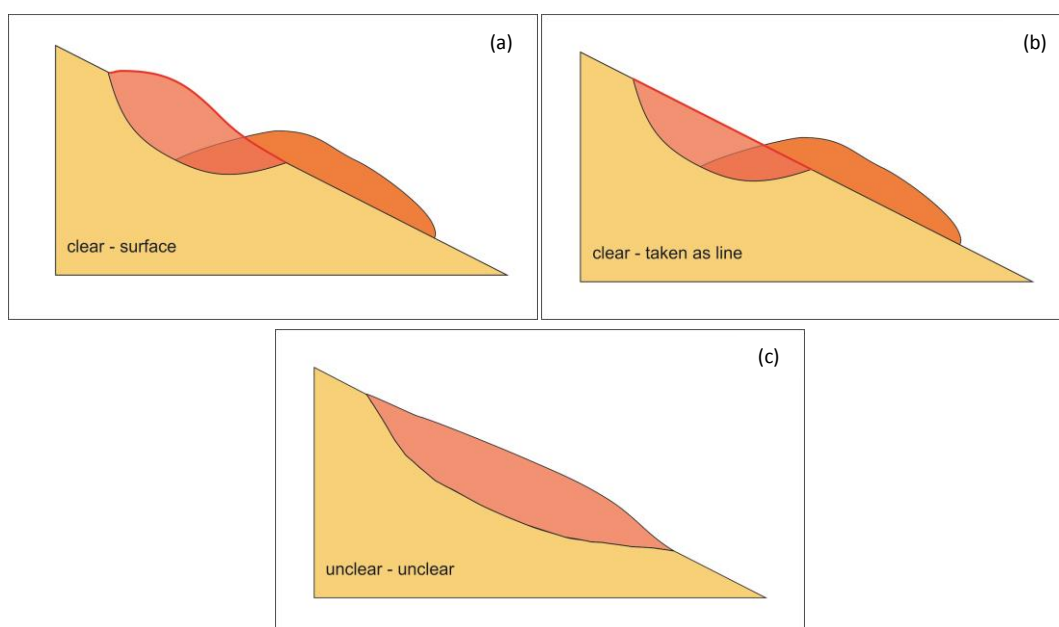 (a)
clear - surface
(b)
clear - taken as line
(c)
unclear - unclear